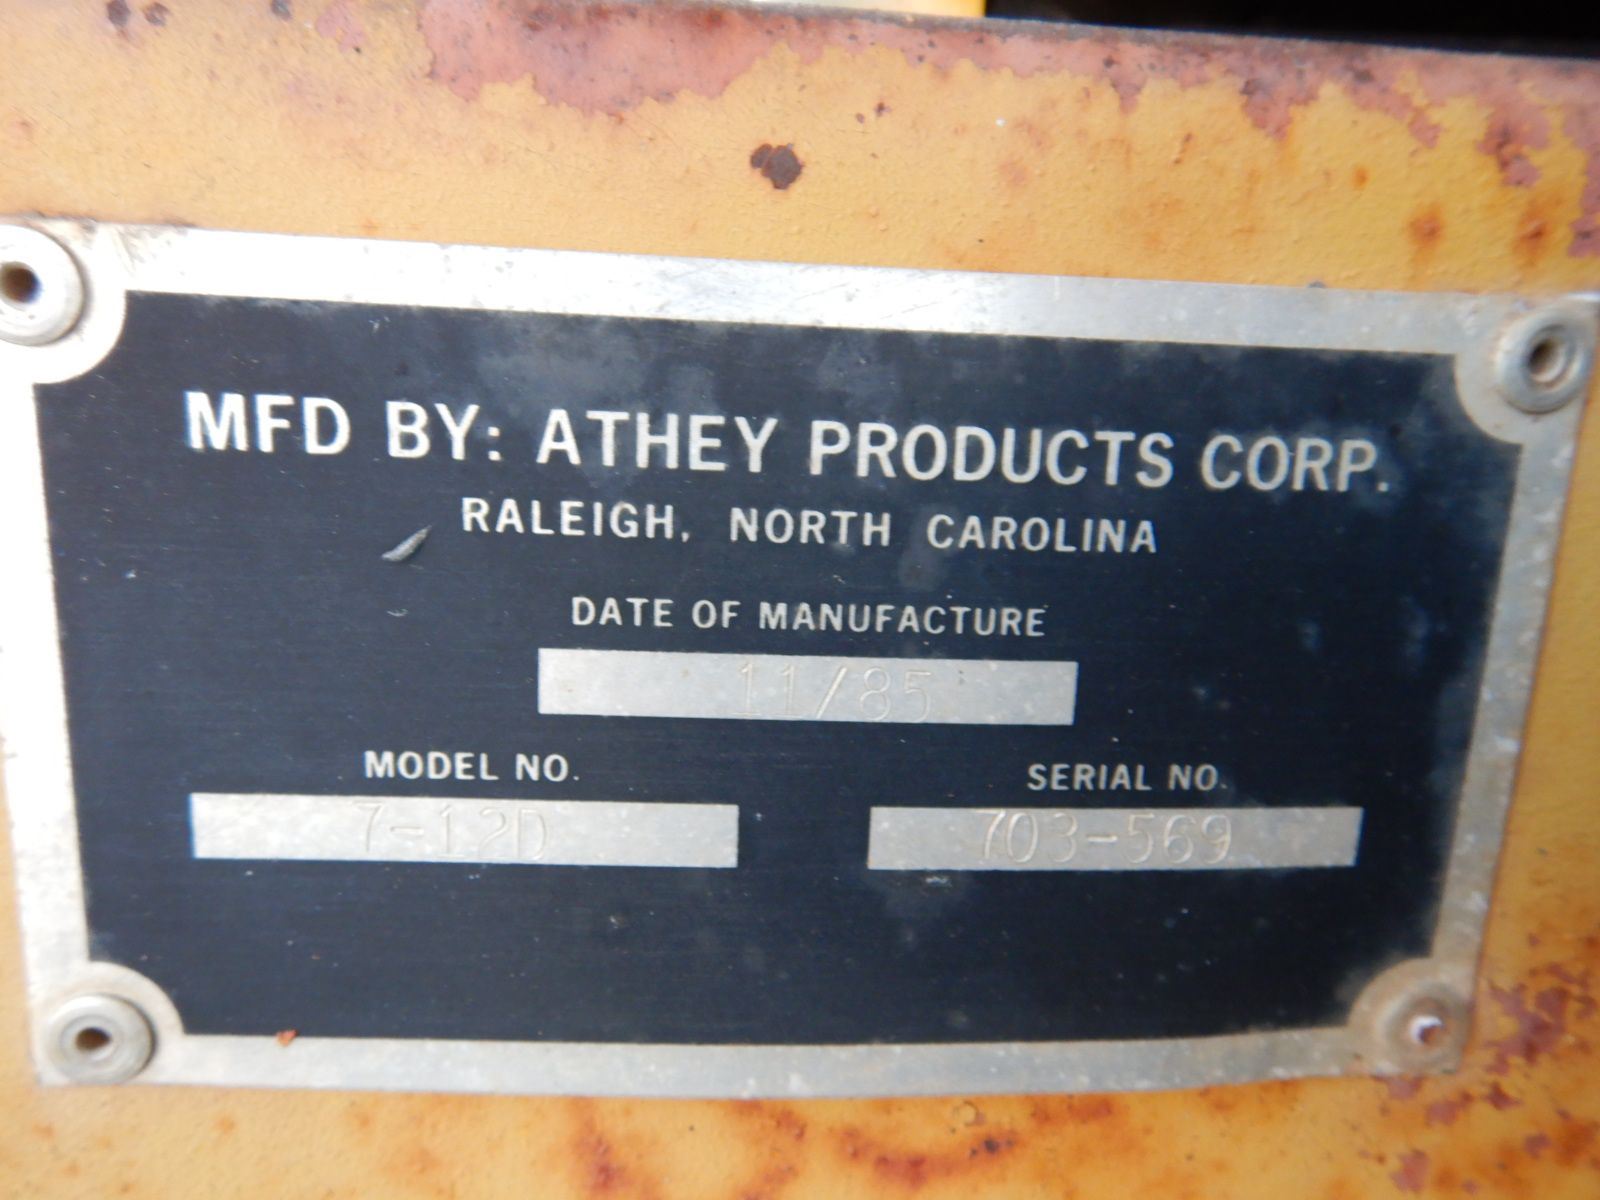 MFD BY: ATHEY PRODUCTS CORP.
RALEIGH, NORTH CAROLINA
DATE OF MANUFACTURE
11/85
MODEL NO. SERIAL NO.
7-12D 703-569